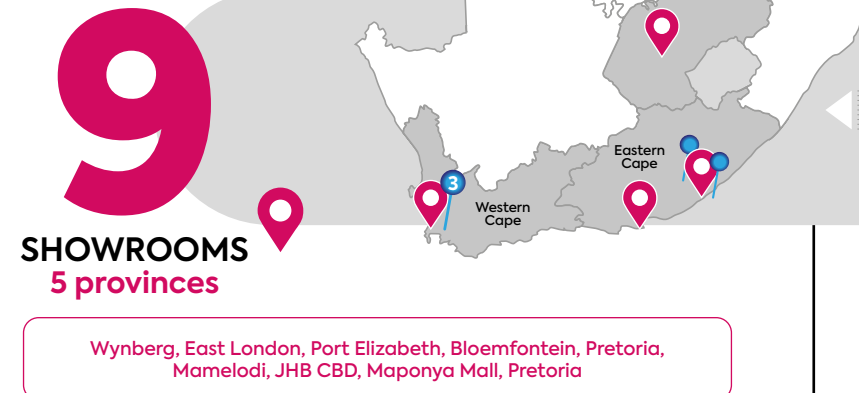 9
SHOWROOMS
5 provinces
Eastern
Cape
3
Western
Cape
Wynberg, East London, Port Elizabeth, Bloemfontein, Pretoria,
Mamelodi, JHB CBD, Maponya Mall, Pretoria